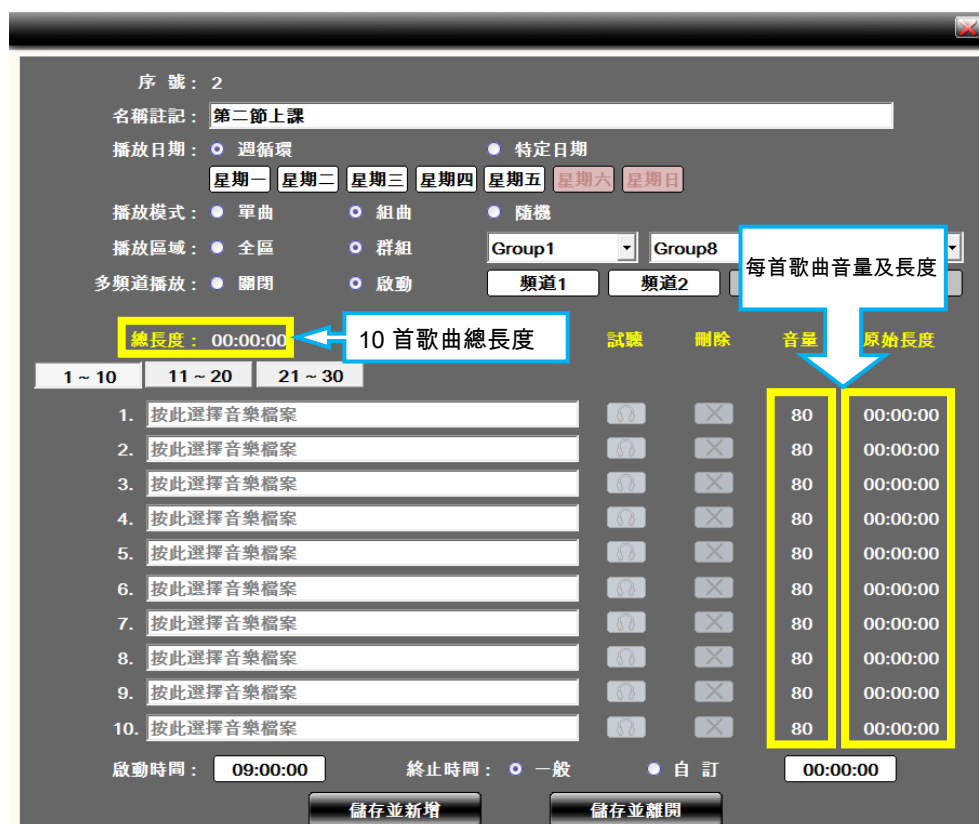 序 號： 2
名稱註記： 第二節上課
播放日期： 週循環 特定日期
星期一 星期二 星期三 星期四 星期五 星期六 星期日
播放模式： 單曲 組曲 隨機
播放區域： 全區 群組 Group1 Group8
多頻道播放： 關閉 啟動 頻道1 頻道2
每首歌曲音量及長度
總長度： 00:00:00 10 首歌曲總長度 試聽 刪除 音量 原始長度
1 ~ 10 11 ~ 20 21 ~ 30
1. 按此選擇音樂檔案 80 00:00:00
2. 按此選擇音樂檔案 80 00:00:00
3. 按此選擇音樂檔案 80 00:00:00
4. 按此選擇音樂檔案 80 00:00:00
5. 按此選擇音樂檔案 80 00:00:00
6. 按此選擇音樂檔案 80 00:00:00
7. 按此選擇音樂檔案 80 00:00:00
8. 按此選擇音樂檔案 80 00:00:00
9. 按此選擇音樂檔案 80 00:00:00
10. 按此選擇音樂檔案 80 00:00:00
啟動時間： 09:00:00 終止時間： 一般 自 訂 00:00:00
儲存並新增 儲存並離開